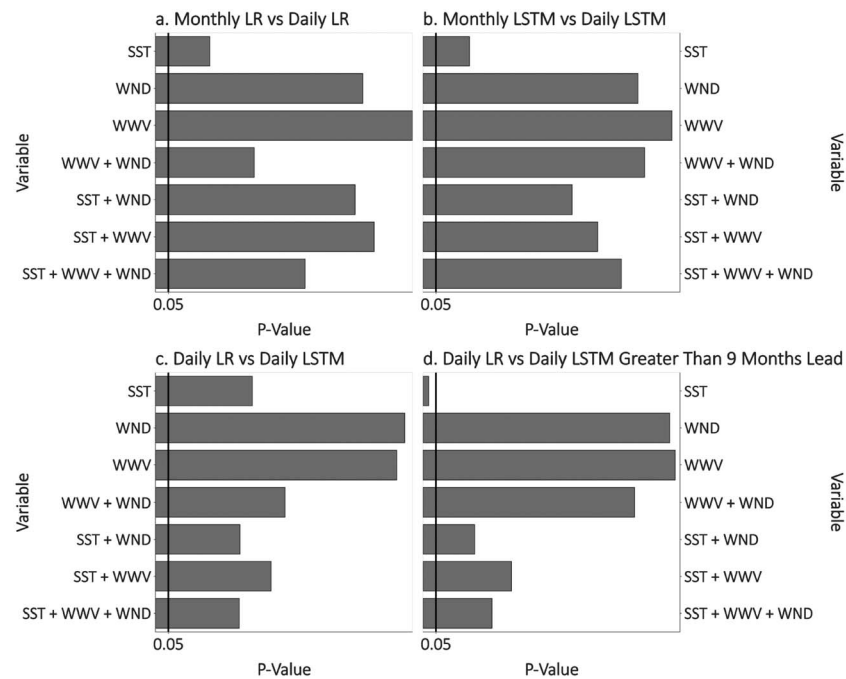 a. Monthly LR vs Daily LR
Variable
SST
WND
WWV
WWV + WND
SST + WND
SST + WWV
SST + WWV + WND
0.05
P-Value
b. Monthly LSTM vs Daily LSTM
SST
WND
WWV
WWV + WND
SST + WND
SST + WWV
SST + WWV + WND
Variable
0.05
P-Value
c. Daily LR vs Daily LSTM
Variable
SST
WND
WWV
WWV + WND
SST + WND
SST + WWV
SST + WWV + WND
0.05
P-Value
d. Daily LR vs Daily LSTM Greater Than 9 Months Lead
SST
WND
WWV
WWV + WND
SST + WND
SST + WWV
SST + WWV + WND
Variable
0.05
P-Value